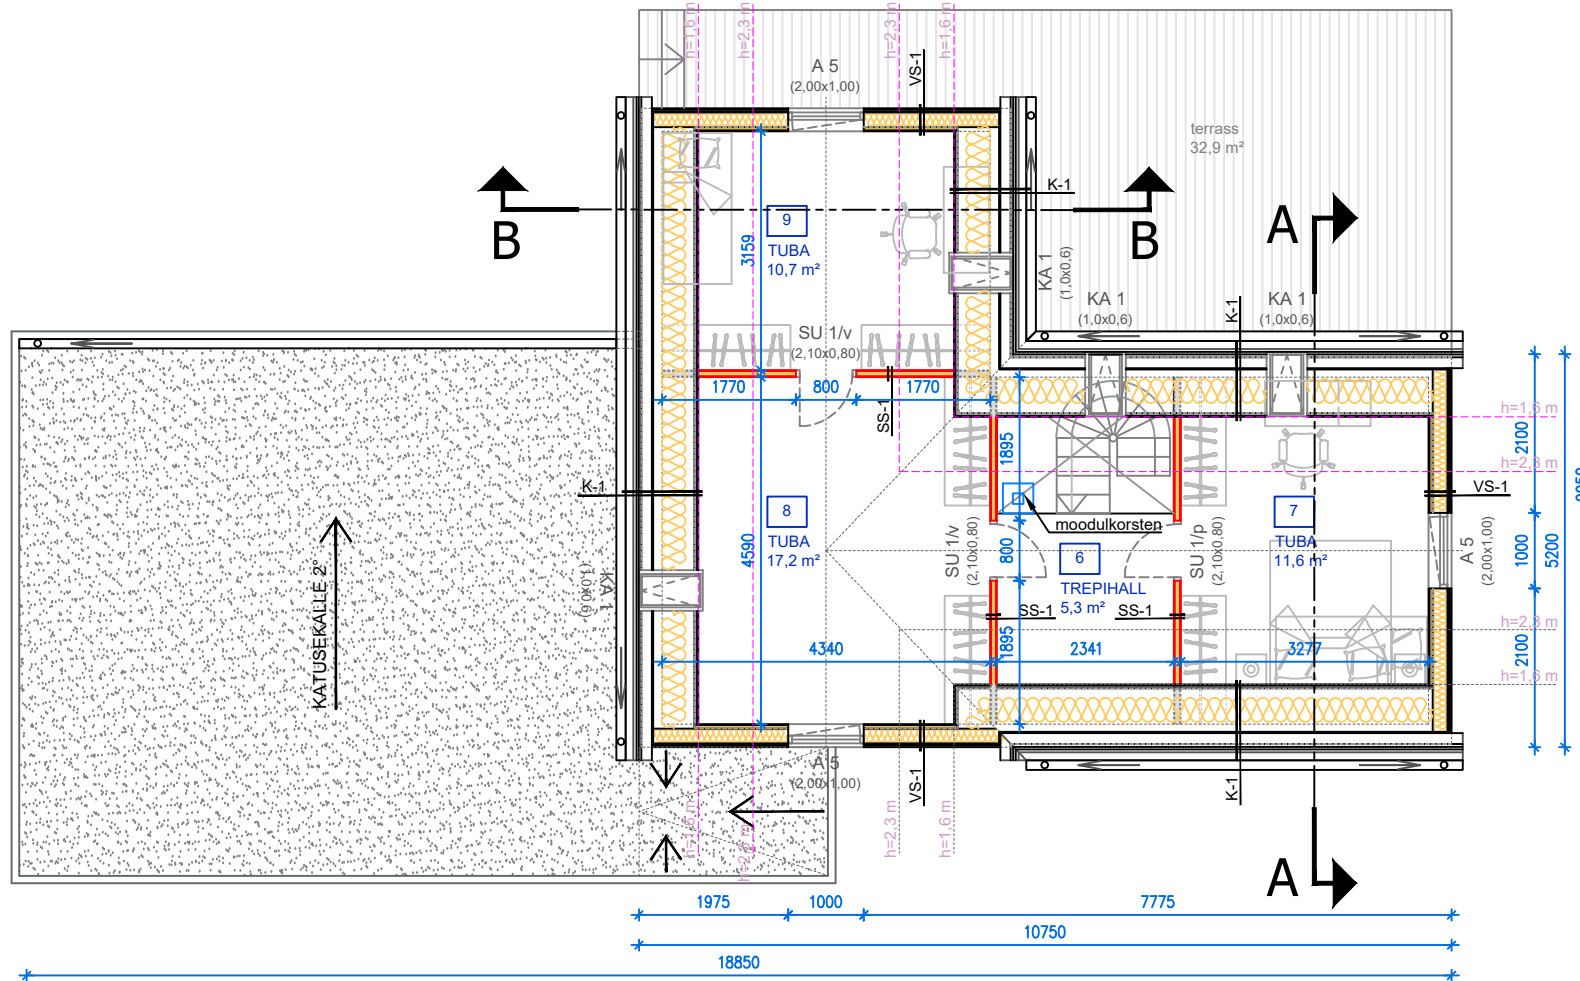 h=1,6 m
h=2,3 m
h=2,3 m
h=1,6 m
A 5
(2,00x1,00)
VS-1
terrass
32,9 m²
K-1
B
B
A
9
TUBA
10,7 m²
3159
KA 1
(1,0x0,6)
KA 1
(1,0x0,6)
K-1
KA 1
(1,0x0,6)
SU 1/v
(2,10x0,80)
1770
800
1770
SS-1
1895
h=1,6 m
2100
h=2,3 m
K-1
VS-1
8
TUBA
17,2 m²
4590
moodulkorsten
7
TUBA
11,6 m²
SU 1/v
(2,10x0,80)
800
6
TREPIHALL
5,3 m²
SU 1/p
(2,10x0,80)
A 5
(2,00x1,00)
1000
5200
KATUSEKALLE 2°
KA 1
(1,0x0,6)
SS-1
SS-1
1895
h=2,3 m
4340
2341
3277
2100
h=1,6 m
A 5
(2,00x1,00)
VS-1
K-1
h=1,6 m
h=2,3 m
h=2,3 m
h=1,6 m
A
1975
1000
7775
10750
18850